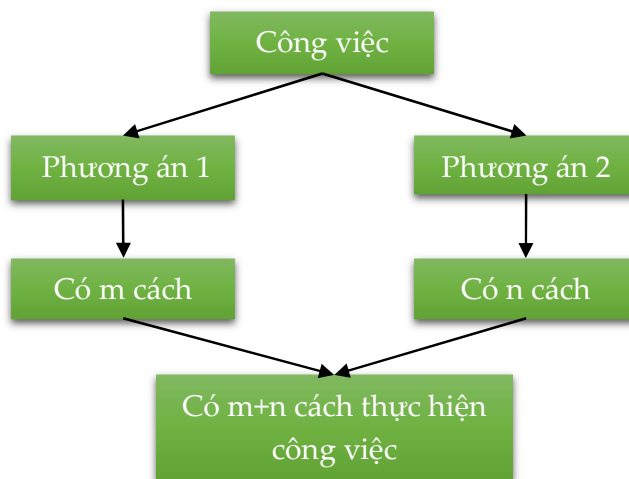 Công việc
Phương án 1
Phương án 2
Có m cách
Có n cách
Có m+n cách thực hiện
công việc